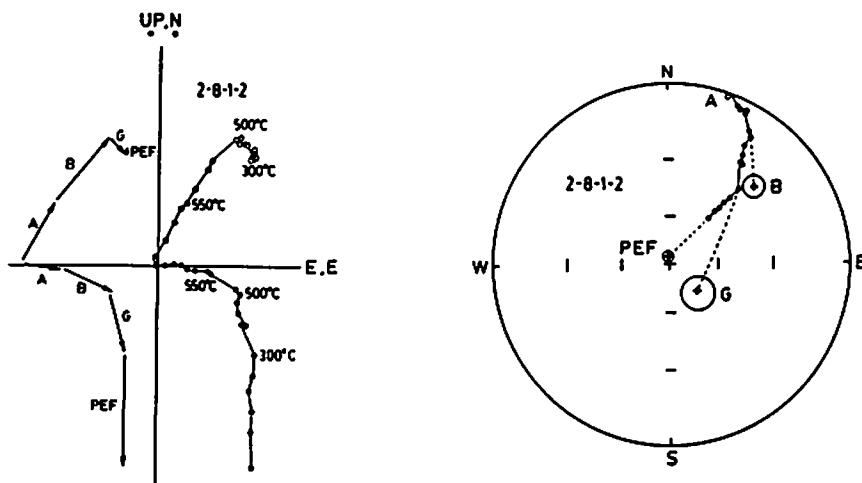 UP.N
2-8-1-2
500°C
300°C
550°C
G
PEF
B
A
E.E
A
B
G
PEF
550°C
500°C
300°C
N
A
2-8-1-2
B
PEF
W
E
G
S